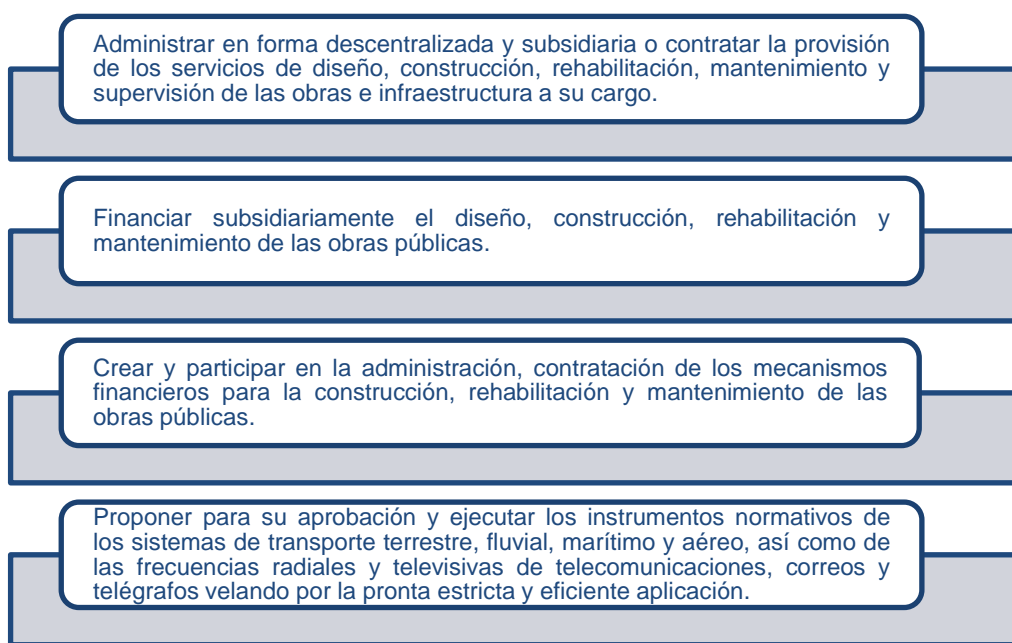 Administrar en forma descentralizada y subsidiaria o contratar la provisión
de los servicios de diseño, construcción, rehabilitación, mantenimiento y
supervisión de las obras e infraestructura a su cargo.
Financiar subsidiariamente el diseño, construcción, rehabilitación y
mantenimiento de las obras públicas.
Crear y participar en la administración, contratación de los mecanismos
financieros para la construcción, rehabilitación y mantenimiento de las
obras públicas.
Proponer para su aprobación y ejecutar los instrumentos normativos de
los sistemas de transporte terrestre, fluvial, marítimo y aéreo, así como de
las frecuencias radiales y televisivas de telecomunicaciones, correos y
telégrafos velando por la pronta estricta y eficiente aplicación.